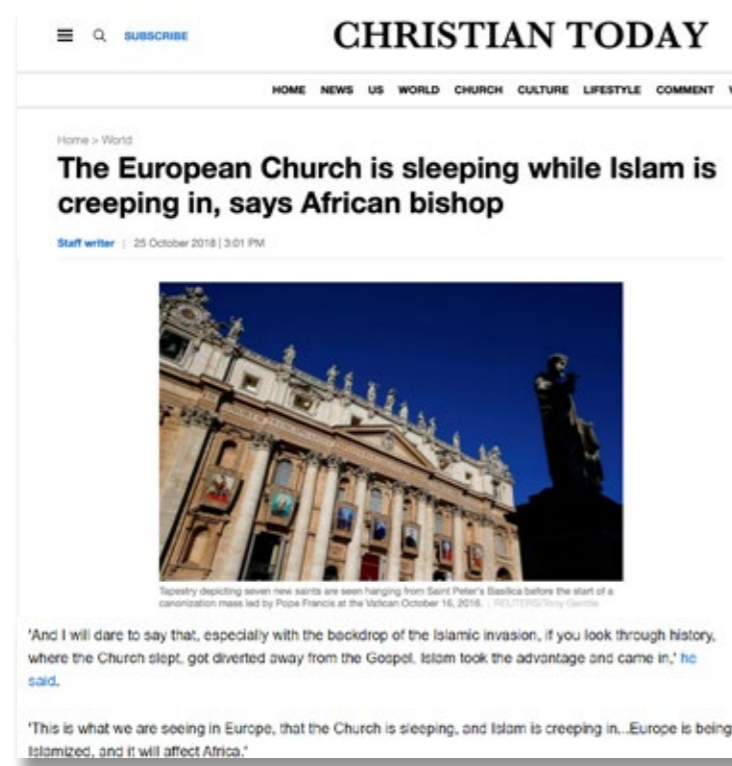 SUBSCRIBE
CHRISTIAN TODAY
HOME NEWS US WORLD CHURCH CULTURE LIFESTYLE COMMENT
Home > World
The European Church is sleeping while Islam is
creeping in, says African bishop
Staff writer | 25 October 2018 | 3:01 PM
Tapestry depicting seven new saints are seen hanging from Saint Peter's Basilica before the start of a
canonization mass led by Pope Francis at the Vatican October 16, 2016. | REUTERS/Tony Gentile
'And I will dare to say that, especially with the backdrop of the Islamic invasion, if you look through history,
where the Church slept, got diverted away from the Gospel, Islam took the advantage and came in,' he
said.
'This is what we are seeing in Europe, that the Church is sleeping, and Islam is creeping in...Europe is being
Islamized, and it will affect Africa.'